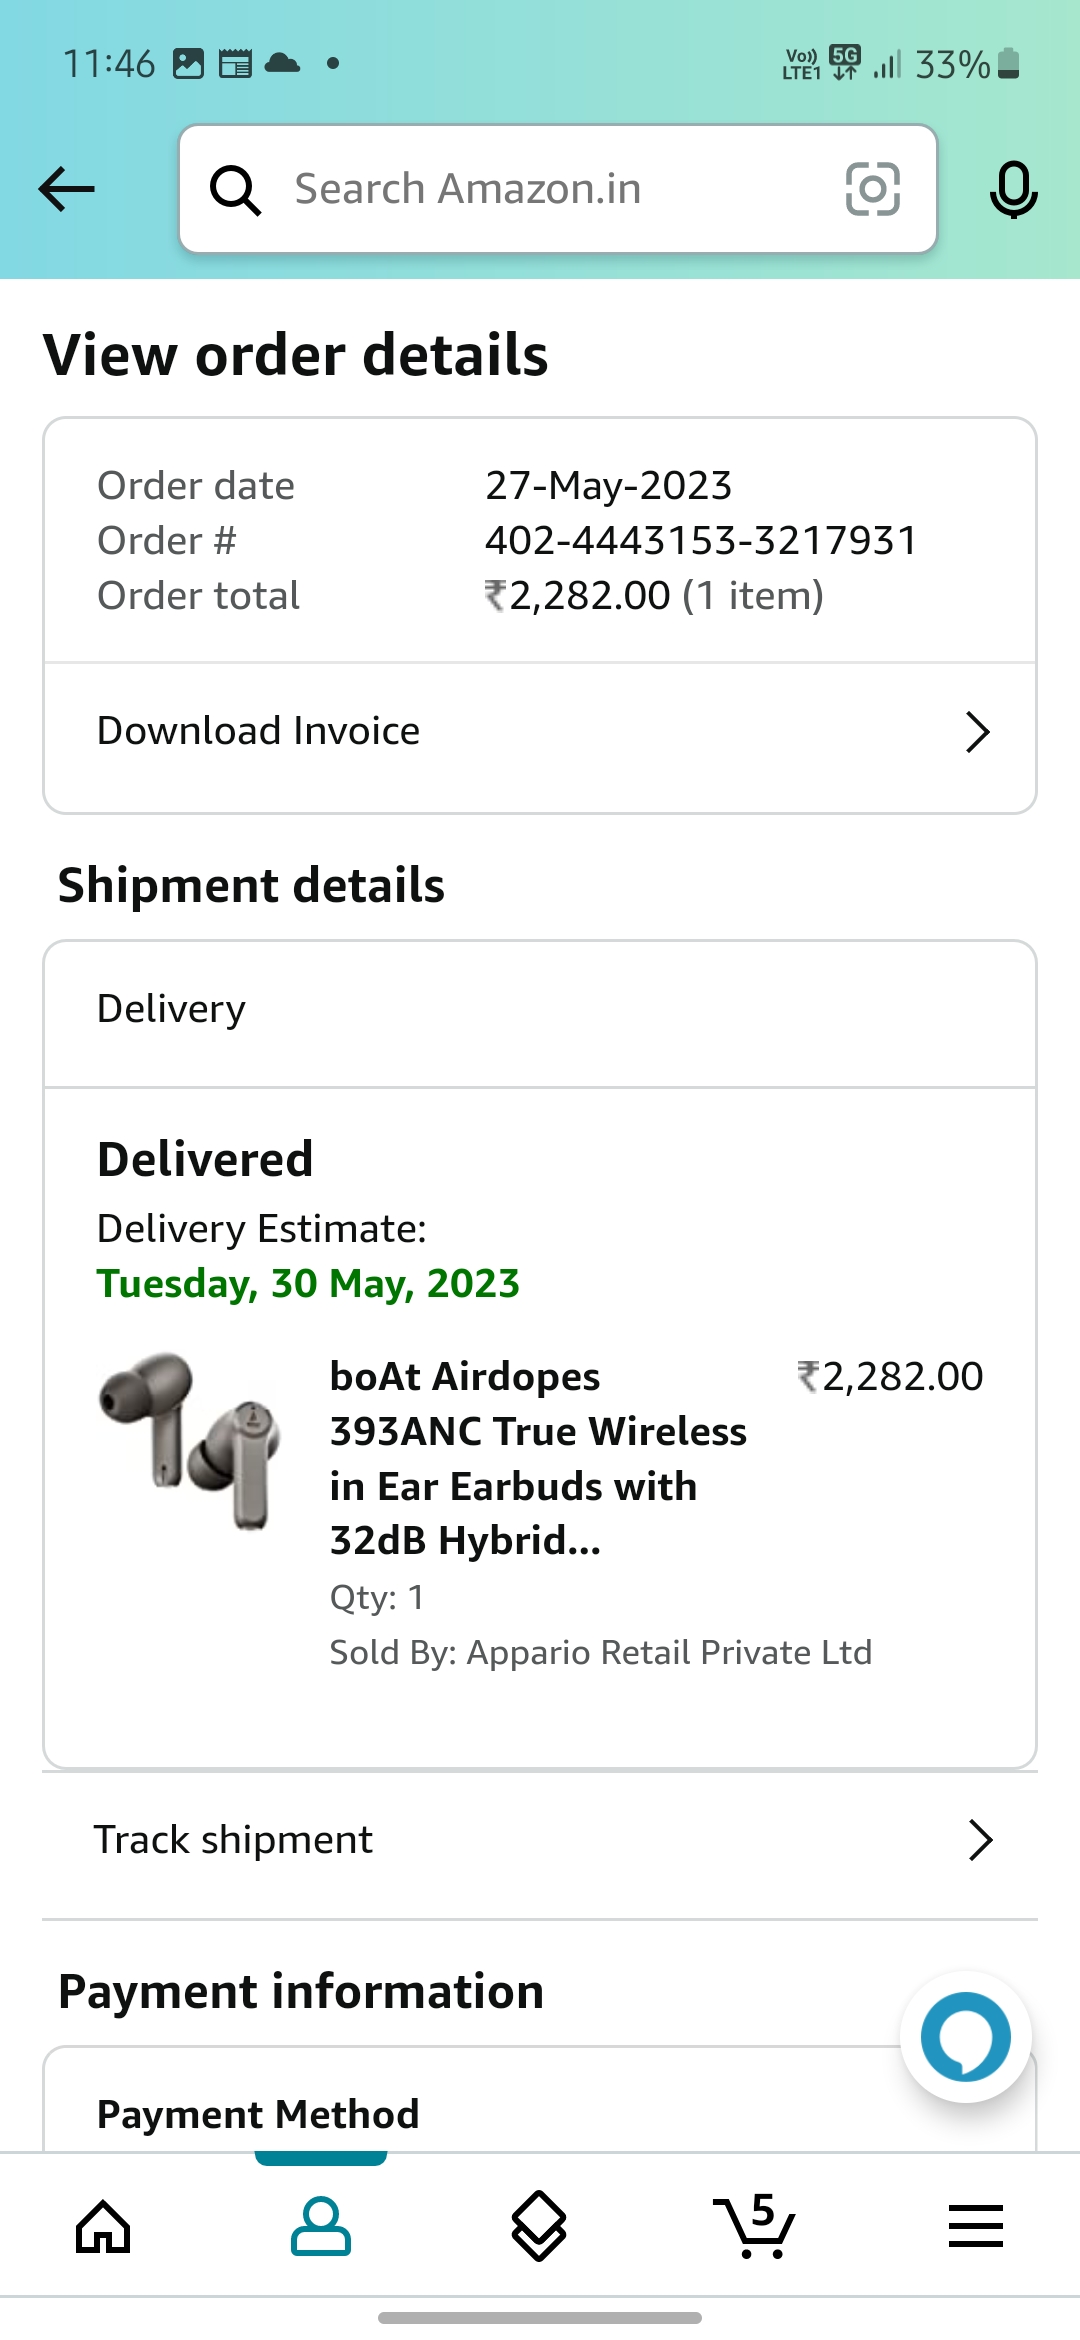 11:46
Vo)) LTE1 5G 33%
Search Amazon.in
View order details
Order date 27-May-2023
Order # 402-4443153-3217931
Order total ₹2,282.00 (1 item)
Download Invoice
Shipment details
Delivery
Delivered
Delivery Estimate:
Tuesday, 30 May, 2023
boAt Airdopes ₹2,282.00
393ANC True Wireless
in Ear Earbuds with
32dB Hybrid...
Qty: 1
Sold By: Appario Retail Private Ltd
Track shipment
Payment information
Payment Method
5